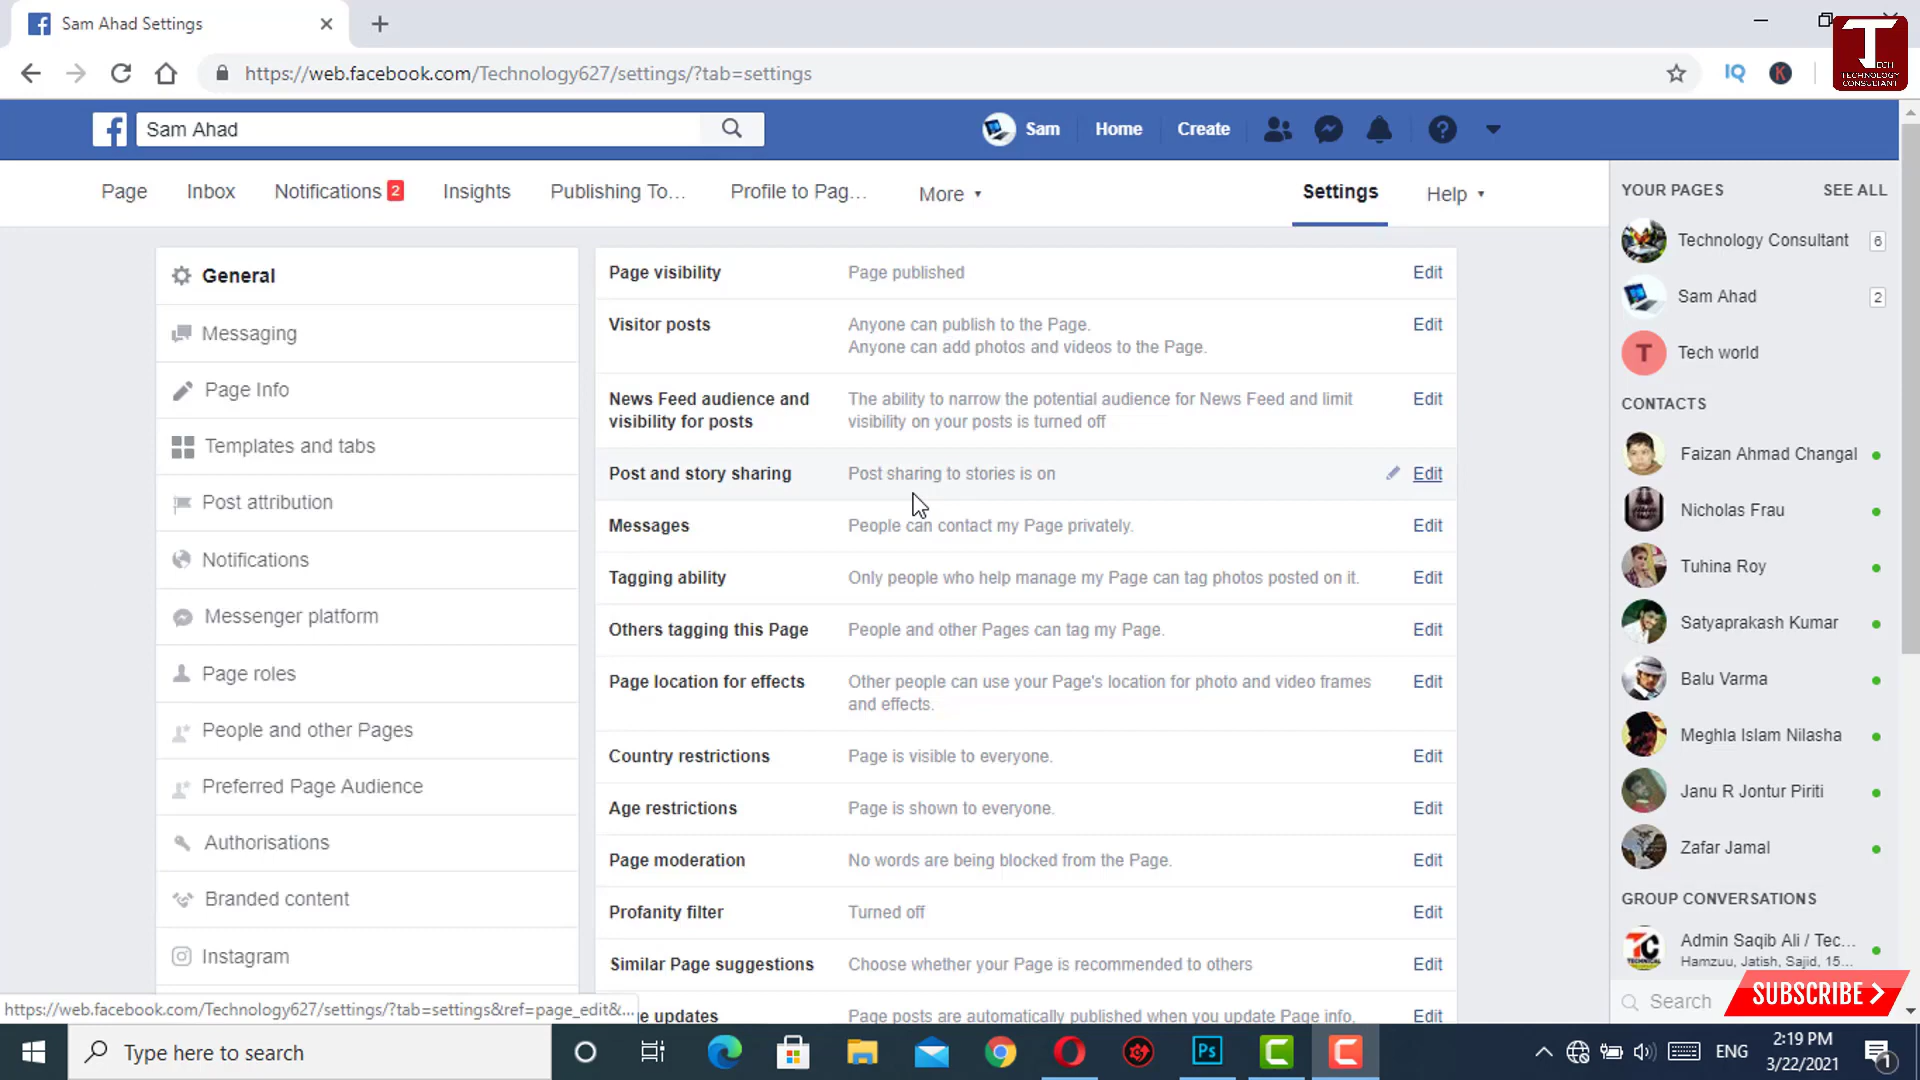 Sam Ahad Settings
https://web.facebook.com/Technology627/settings/?tab=settings
IQ
K
T
TECH
TECHNOLOGY
CONSULTANT
Sam Ahad
Sam
Home
Create
Page
Inbox
Notifications 2
Insights
Publishing To...
Profile to Pag...
More
Settings
Help
General
Messaging
Page Info
Templates and tabs
Post attribution
Notifications
Messenger platform
Page roles
People and other Pages
Preferred Page Audience
Authorisations
Branded content
Instagram
Page visibility
Page published
Edit
Visitor posts
Anyone can publish to the Page.
Anyone can add photos and videos to the Page.
Edit
News Feed audience and
visibility for posts
The ability to narrow the potential audience for News Feed and limit
visibility on your posts is turned off
Edit
Post and story sharing
Post sharing to stories is on
Edit
Messages
People can contact my Page privately.
Edit
Tagging ability
Only people who help manage my Page can tag photos posted on it.
Edit
Others tagging this Page
People and other Pages can tag my Page.
Edit
Page location for effects
Other people can use your Page's location for photo and video frames
and effects.
Edit
Country restrictions
Page is visible to everyone.
Edit
Age restrictions
Page is shown to everyone.
Edit
Page moderation
No words are being blocked from the Page.
Edit
Profanity filter
Turned off
Edit
Similar Page suggestions
Choose whether your Page is recommended to others
Edit
e updates
Page posts are automatically published when you update Page info,
Edit
YOUR PAGES
SEE ALL
Technology Consultant
6
Sam Ahad
2
T
Tech world
CONTACTS
Faizan Ahmad Changal
Nicholas Frau
Tuhina Roy
Satyaprakash Kumar
Balu Varma
Meghla Islam Nilasha
Janu R Jontur Piriti
Zafar Jamal
GROUP CONVERSATIONS
Admin Saqib Ali / Tec...
Hamzuu, Jatish, Sajid, 15...
Search
SUBSCRIBE
https://web.facebook.com/Technology627/settings/?tab=settings&ref=page_edit&...
Type here to search
Ps
ENG
2:19 PM
3/22/2021
1